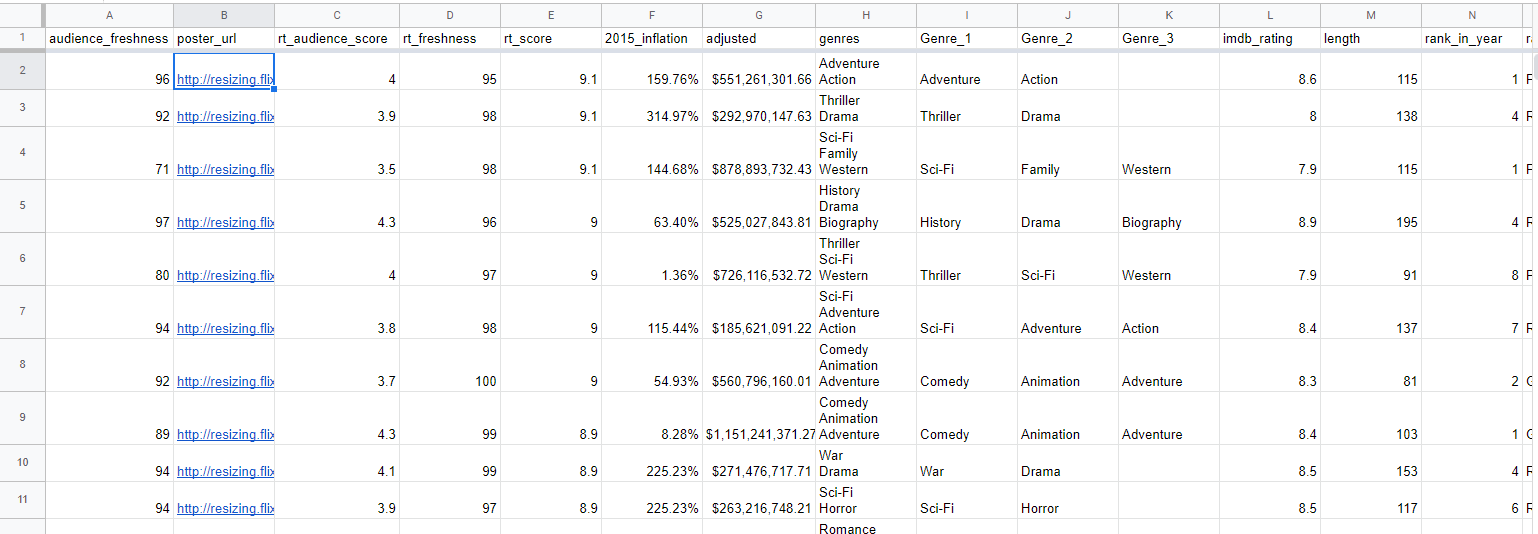 A B C D E F G H I J K L M N
1 audience_freshness poster_url rt_audience_score rt_freshness rt_score 2015_inflation adjusted genres Genre_1 Genre_2 Genre_3 imdb_rating length rank_in_year
Adventure
2 96 http://resizing.flix 4 95 9.1 159.76% $551,261,301.66 Action Adventure Action 8.6 115 1
Thriller
3 92 http://resizing.flix 3.9 98 9.1 314.97% $292,970,147.63 Drama Thriller Drama 8 138 4
Sci-Fi
Family
4 71 http://resizing.flix 3.5 98 9.1 144.68% $878,893,732.43 Western Sci-Fi Family Western 7.9 115 1
History
Drama
5 97 http://resizing.flix 4.3 96 9 63.40% $525,027,843.81 Biography History Drama Biography 8.9 195 4
Thriller
Sci-Fi
6 80 http://resizing.flix 4 97 9 1.36% $726,116,532.72 Western Thriller Sci-Fi Western 7.9 91 8
Sci-Fi
Adventure
7 94 http://resizing.flix 3.8 98 9 115.44% $185,621,091.22 Action Sci-Fi Adventure Action 8.4 137 7
Comedy
Animation
8 92 http://resizing.flix 3.7 100 9 54.93% $560,796,160.01 Adventure Comedy Animation Adventure 8.3 81 2
Comedy
Animation
9 89 http://resizing.flix 4.3 99 8.9 8.28% $1,151,241,371.27 Adventure Comedy Animation Adventure 8.4 103 1
War
10 94 http://resizing.flix 4.1 99 8.9 225.23% $271,476,717.71 Drama War Drama 8.5 153 4
Sci-Fi
11 94 http://resizing.flix 3.9 97 8.9 225.23% $263,216,748.21 Horror Sci-Fi Horror 8.5 117 6
Romance